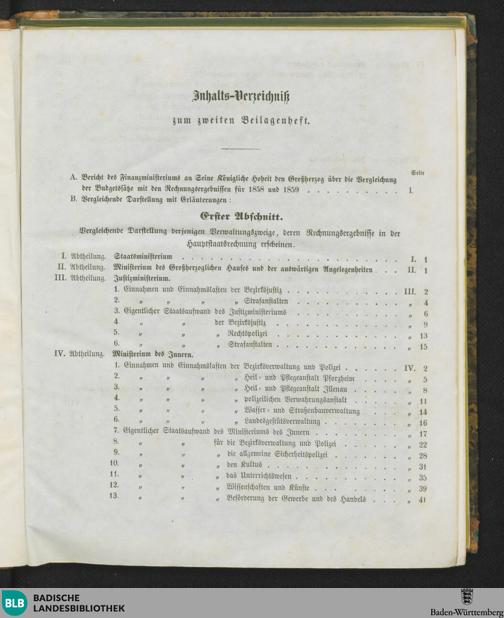 Inhalts-Verzeichniß
zum zweiten Beilagenheft.
Seite
A. Bericht des Finanzministeriums an Seine Königliche Hoheit den Großherzog über die Vergleichung
der Budgetsätze mit den Rechnungsergebnissen für 1858 und 1859 . . . . . . . . . . I.
B. Vergleichende Darstellung mit Erläuterungen:
Erster Abschnitt.
Vergleichende Darstellung derjenigen Verwaltungszweige, deren Rechnungsergebnisse in der
Hauptstaatsrechnung erscheinen.
I. Abtheilung. Staatsministerium . . . . . . . . . . I. 1
II. Abtheilung. Ministerium des Großherzoglichen Hauses und der auswärtigen Angelegenheiten . . . II. 1
III. Abtheilung. Justizministerium.
1. Einnahmen und Einnahmslasten der Bezirksjustiz . . . . . . . . . . III. 2
2. „ „ „ „ Strafanstalten . . . . . . . . . . „ 4
3. Eigentlicher Staatsaufwand des Justizministeriums . . . . . . . . . . „ 6
4 „ „ der Bezirksjustiz . . . . . . . . . . „ 9
5. „ „ „ Rechtspolizei . . . . . . . . . . „ 13
6. „ „ „ Strafanstalten . . . . . . . . . . „ 15
IV. Abtheilung. Ministerium des Innern.
1. Einnahmen und Einnahmslasten der Bezirksverwaltung und Polizei . . . . . IV. 2
2. „ „ „ „ Heil- und Pflegeanstalt Pforzheim . . . . „ 5
3. „ „ „ „ Heil- und Pflegeanstalt Illenau . . . . „ 8
4. „ „ „ „ polizeilichen Verwahrungsanstalt . . . . „ 11
5. „ „ „ „ Wasser- und Straßenbauverwaltung . . . . „ 14
6. „ „ „ „ Landesgestütsverwaltung . . . . . „ 16
7. Eigentlicher Staatsaufwand des Ministeriums des Innern . . . . . . . „ 17
8. „ „ für die Bezirksverwaltung und Polizei . . . . . „ 22
9. „ „ „ die allgemeine Sicherheitspolizei . . . . . . „ 28
10. „ „ „ den Kultus . . . . . . . . . . „ 31
11. „ „ „ das Unterrichtswesen . . . . . . . . „ 35
12. „ „ „ Wissenschaften und Künste . . . . . . . „ 39
13. „ „ „ Beförderung der Gewerbe und des Handels . . . „ 41
BLB BADISCHE
LANDESBIBLIOTHEK
Baden-Württemberg